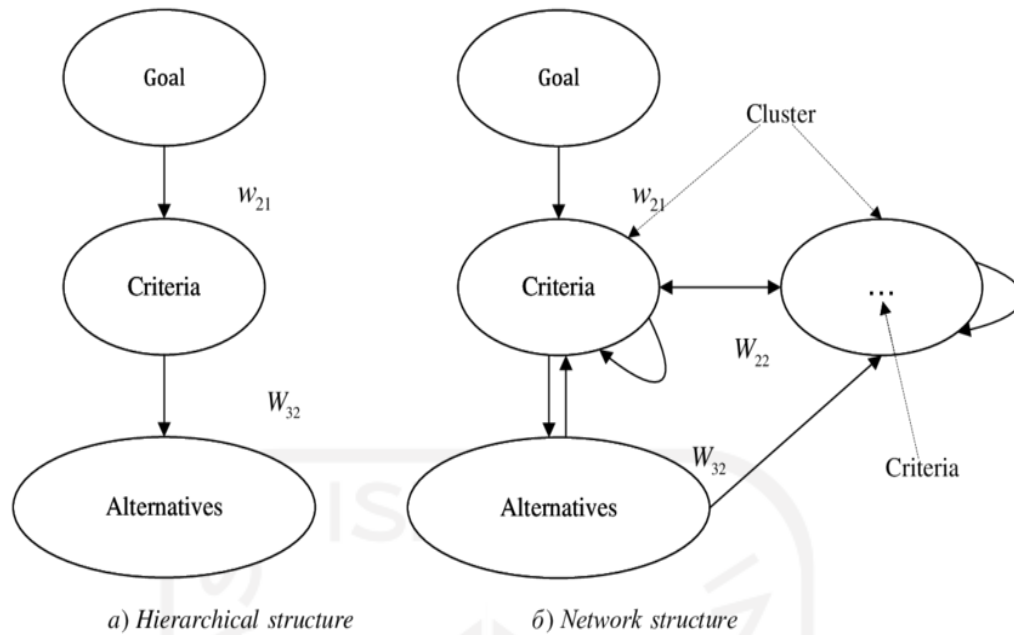 Goal
w21
Criteria
W32
Alternatives
а) Hierarchical structure
Goal
Cluster
w21
Criteria
...
W22
W32
Criteria
Alternatives
б) Network structure